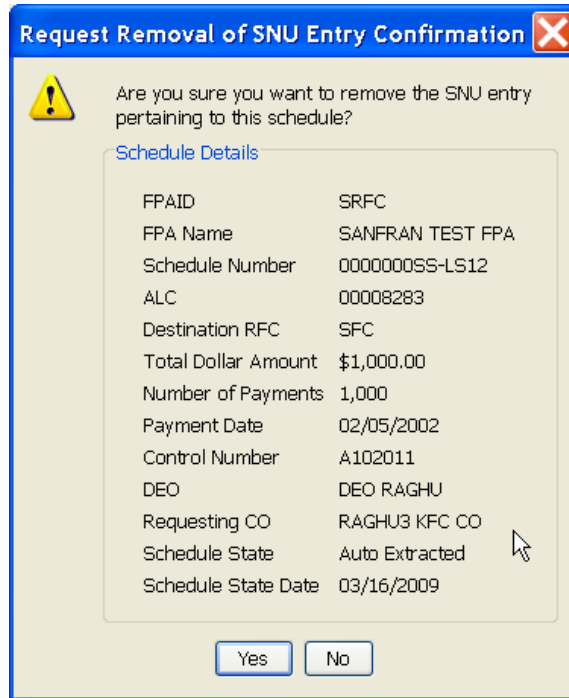 Request Removal of SNU Entry Confirmation
Are you sure you want to remove the SNU entry
pertaining to this schedule?
Schedule Details
FPAID SRFC
FPA Name SANFRAN TEST FPA
Schedule Number 0000000SS-LS12
ALC 00008283
Destination RFC SFC
Total Dollar Amount $1,000.00
Number of Payments 1,000
Payment Date 02/05/2002
Control Number A102011
DEO DEO RAGHU
Requesting CO RAGHU3 KFC CO
Schedule State Auto Extracted
Schedule State Date 03/16/2009
Yes No